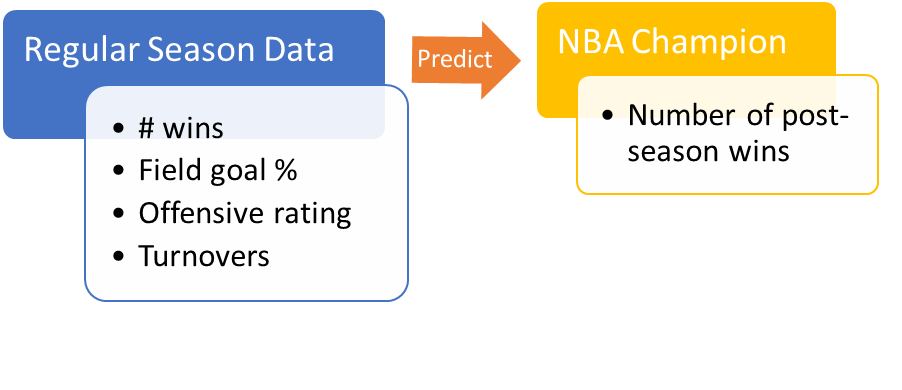 Regular Season Data
• # wins
• Field goal %
• Offensive rating
• Turnovers
Predict
NBA Champion
• Number of post-
season wins